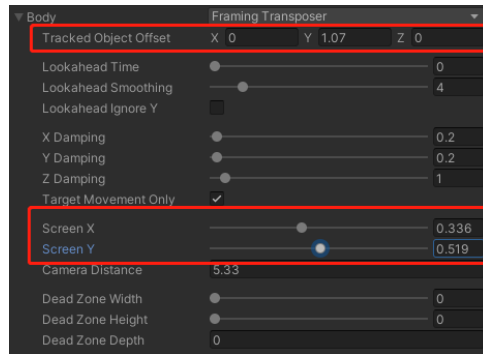 Body Framing Transposer
Tracked Object Offset X 0 Y 1.07 Z 0
Lookahead Time 0
Lookahead Smoothing 4
Lookahead Ignore Y
X Damping 0.2
Y Damping 0.2
Z Damping 1
Target Movement Only
Screen X 0.336
Screen Y 0.519
Camera Distance 5.33
Dead Zone Width 0
Dead Zone Height 0
Dead Zone Depth 0